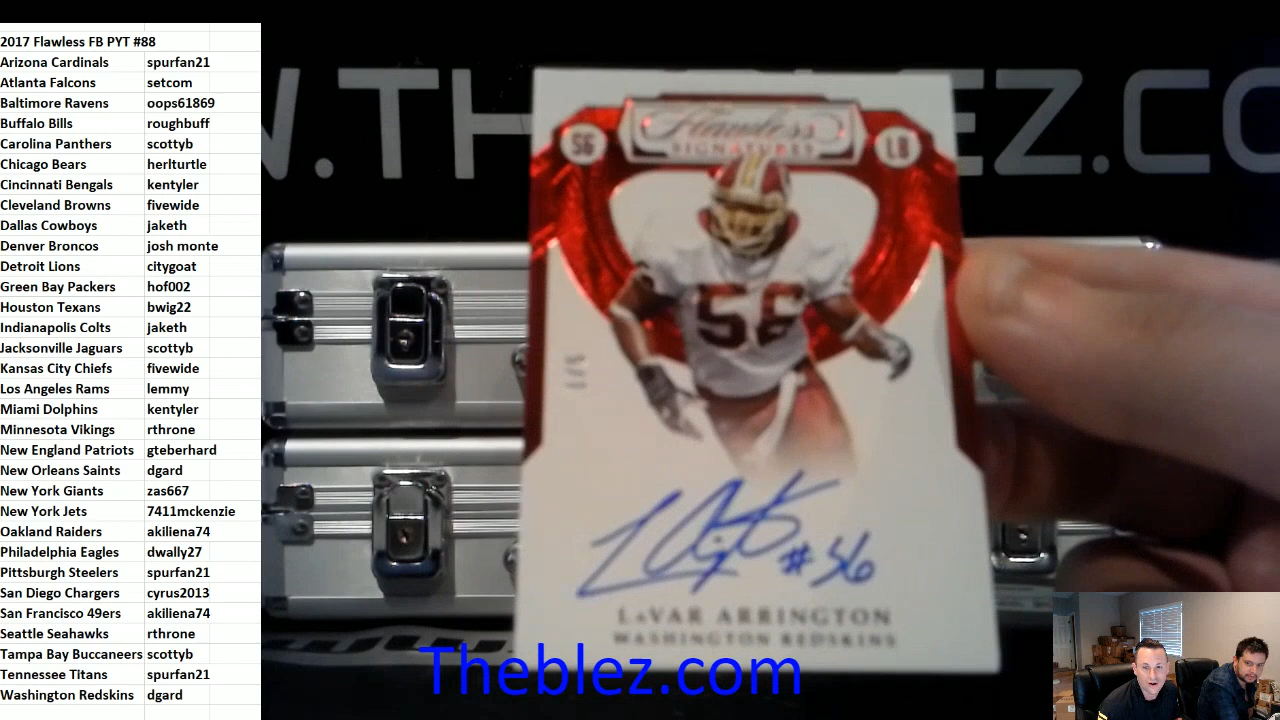 2017 Flawless FB PYT #88
Arizona Cardinals spurfan21
Atlanta Falcons setcom
Baltimore Ravens oops61869
Buffalo Bills roughbuff
Carolina Panthers scottyb
Chicago Bears herlturtle
Cincinnati Bengals kentyler
Cleveland Browns fivewide
Dallas Cowboys jaketh
Denver Broncos josh monte
Detroit Lions citygoat
Green Bay Packers hof002
Houston Texans bwig22
Indianapolis Colts jaketh
Jacksonville Jaguars scottyb
Kansas City Chiefs fivewide
Los Angeles Rams lemmy
Miami Dolphins kentyler
Minnesota Vikings rthrone
New England Patriots gteberhard
New Orleans Saints dgard
New York Giants zas667
New York Jets 7411mckenzie
Oakland Raiders akiliena74
Philadelphia Eagles dwally27
Pittsburgh Steelers spurfan21
San Diego Chargers cyrus2013
San Francisco 49ers akiliena74
Seattle Seahawks rthrone
Tampa Bay Buccaneers scottyb
Tennessee Titans spurfan21
Washington Redskins dgard
W.TH EZ.CO
Flawless
SIGNATURES
56 LB
56
#56
LaVAR ARRINGTON
WASHINGTON REDSKINS
Theblez.com